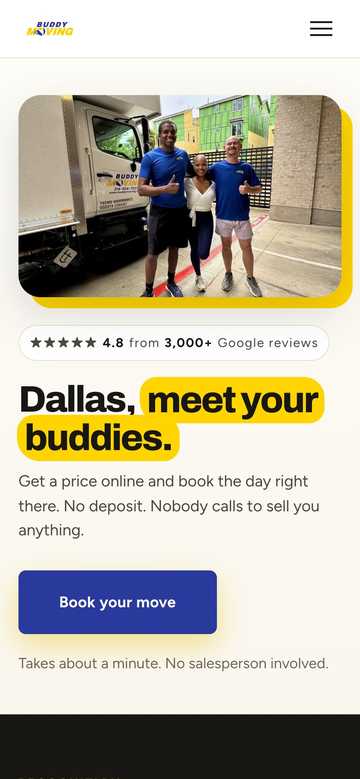 BUDDY
MOVING
BUDDY
MOVING
★★★★★ 4.8 from 3,000+ Google reviews
Dallas, meet your
buddies.
Get a price online and book the day right
there. No deposit. Nobody calls to sell you
anything.
Book your move
Takes about a minute. No salesperson involved.